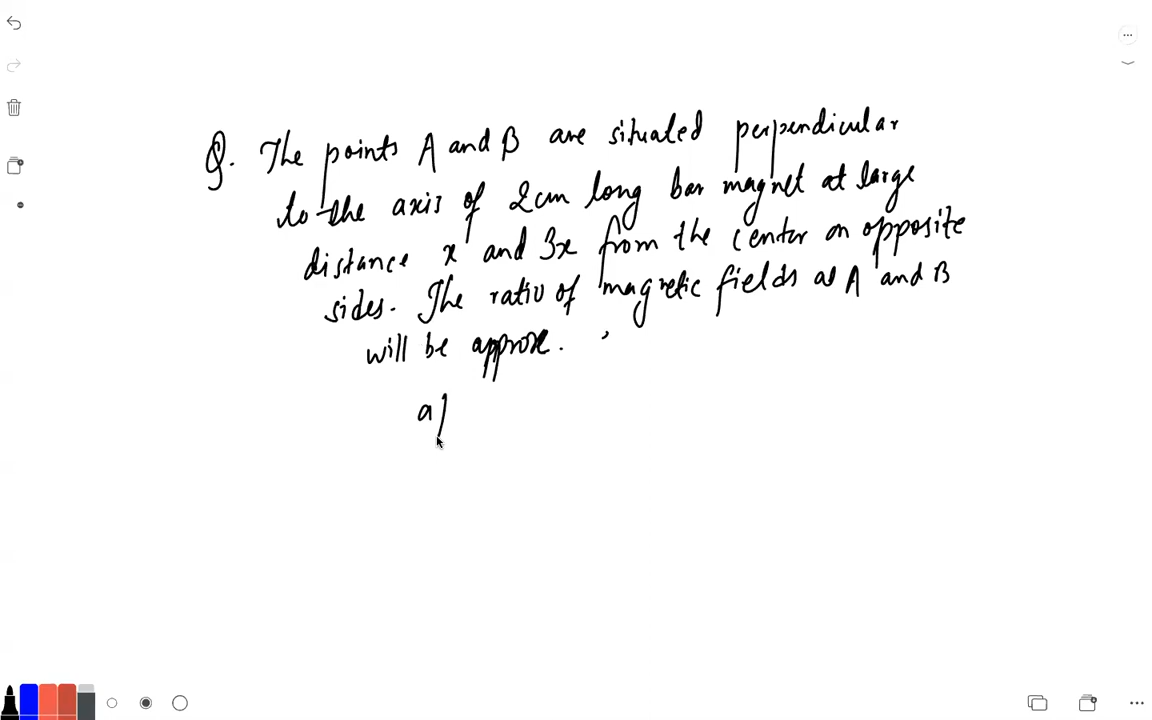 Q. The points A and B are situated perpendicular
to the axis of 2cm long bar magnet at large
distance x and 3x from the center on opposite
sides. The ratio of magnetic fields at A and B
will be approx.
a)